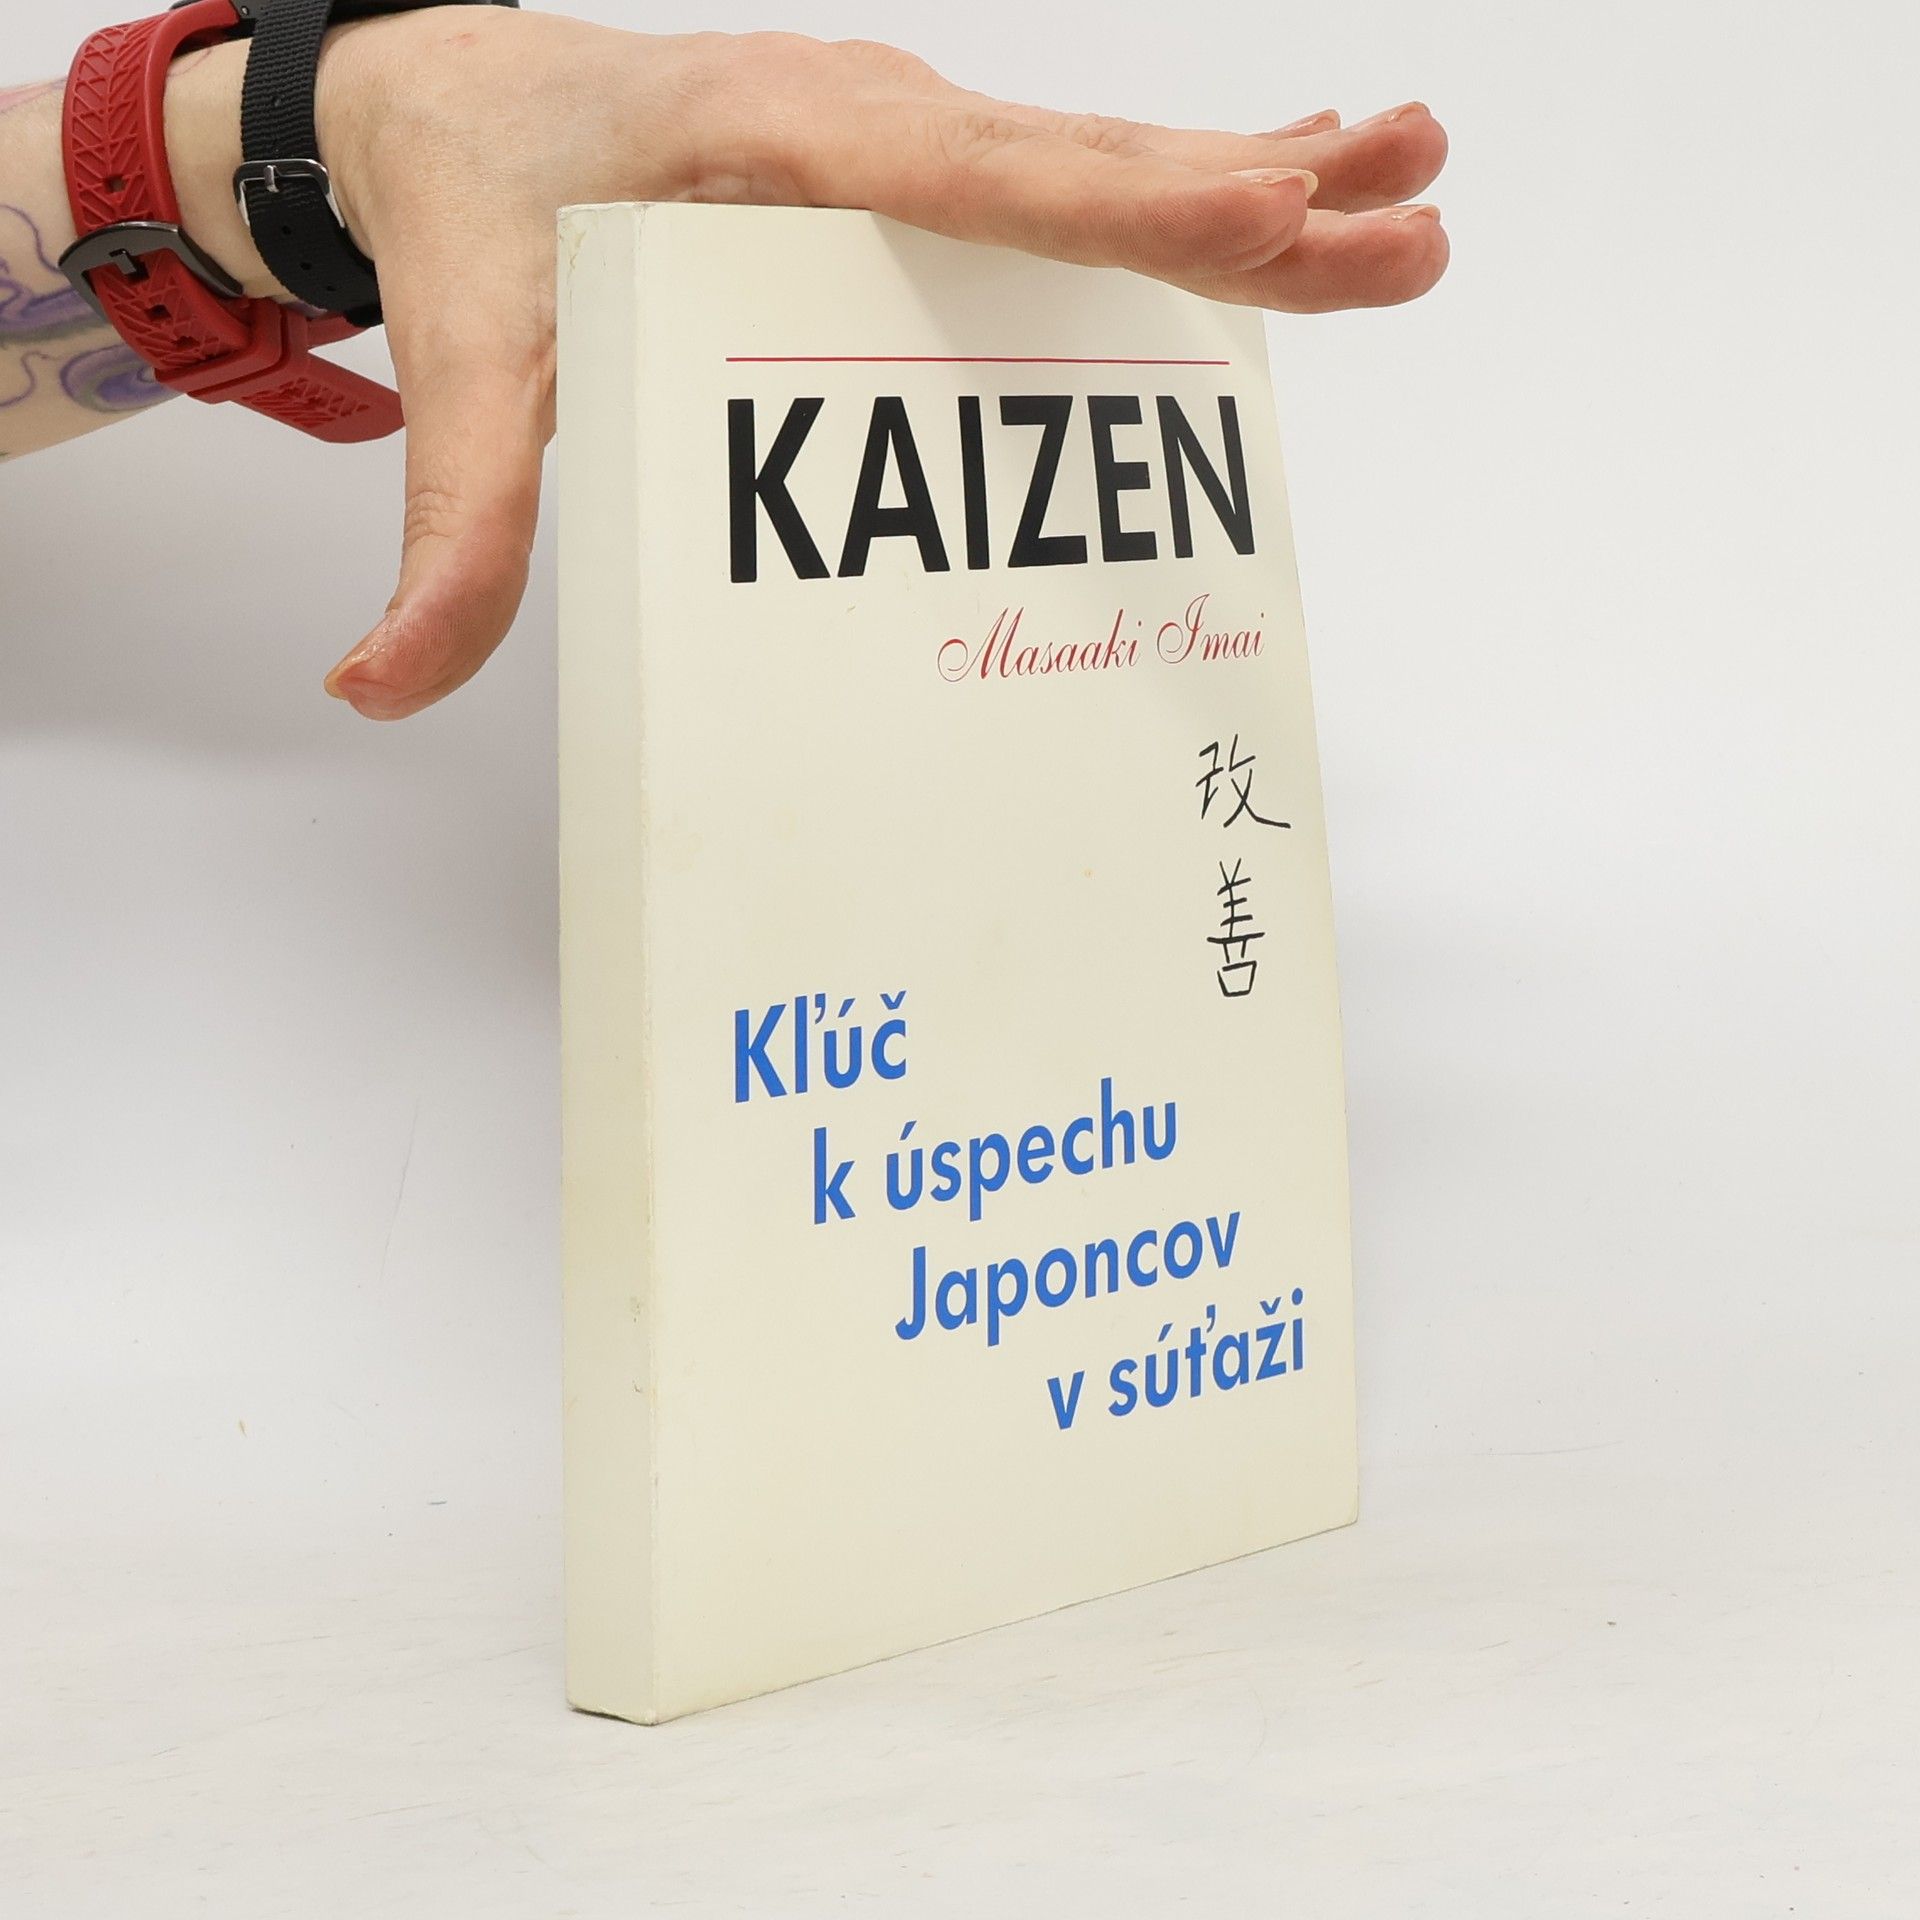 KAIZEN
Masaaki Imai
改
善
Kľúč
k úspechu
Japoncov
v súťaži